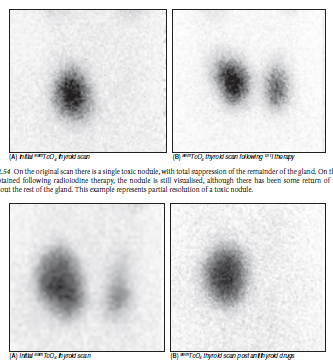 (A) Initial ⁹⁹ᵐTcO₄ thyroid scan
(B) ⁹⁹ᵐTcO₄ thyroid scan following ¹³¹I therapy
.54 On the original scan there is a single toxic nodule, with total suppression of the remainder of the gland. On th
tained following radioiodine therapy, the nodule is still visualised, although there has been some return of
out the rest of the gland. This example represents partial resolution of a toxic nodule.
(A) Initial ⁹⁹ᵐTcO₄ thyroid scan
(B) ⁹⁹ᵐTcO₄ thyroid scan post antithyroid drugs